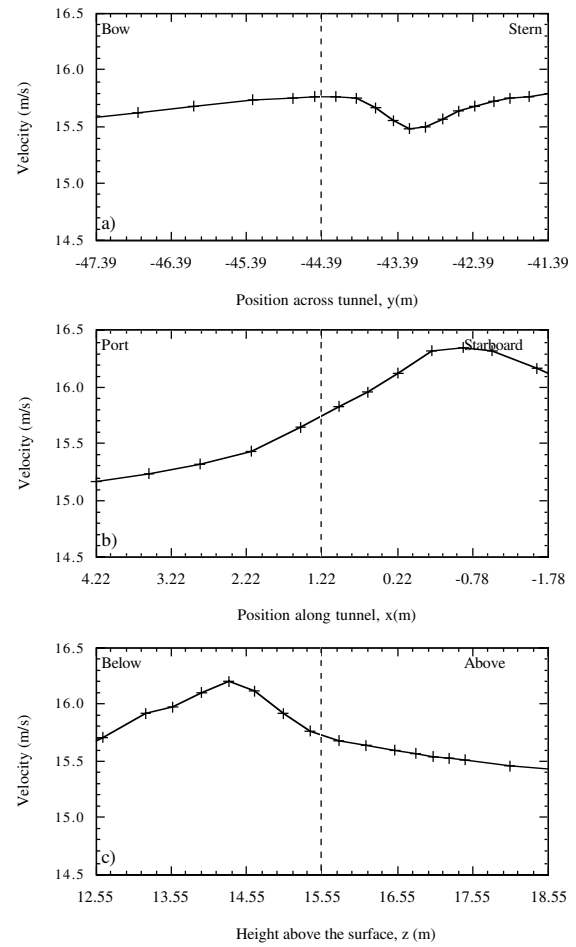 16.5
Bow Stern
16.0
15.5
15.0
a)
14.5
Velocity (m/s)
-47.39 -46.39 -45.39 -44.39 -43.39 -42.39 -41.39
Position across tunnel, y(m)
16.5
Port Starboard
16.0
15.5
15.0
b)
14.5
Velocity (m/s)
4.22 3.22 2.22 1.22 0.22 -0.78 -1.78
Position along tunnel, x(m)
16.5
Below Above
16.0
15.5
15.0
c)
14.5
Velocity (m/s)
12.55 13.55 14.55 15.55 16.55 17.55 18.55
Height above the surface, z (m)